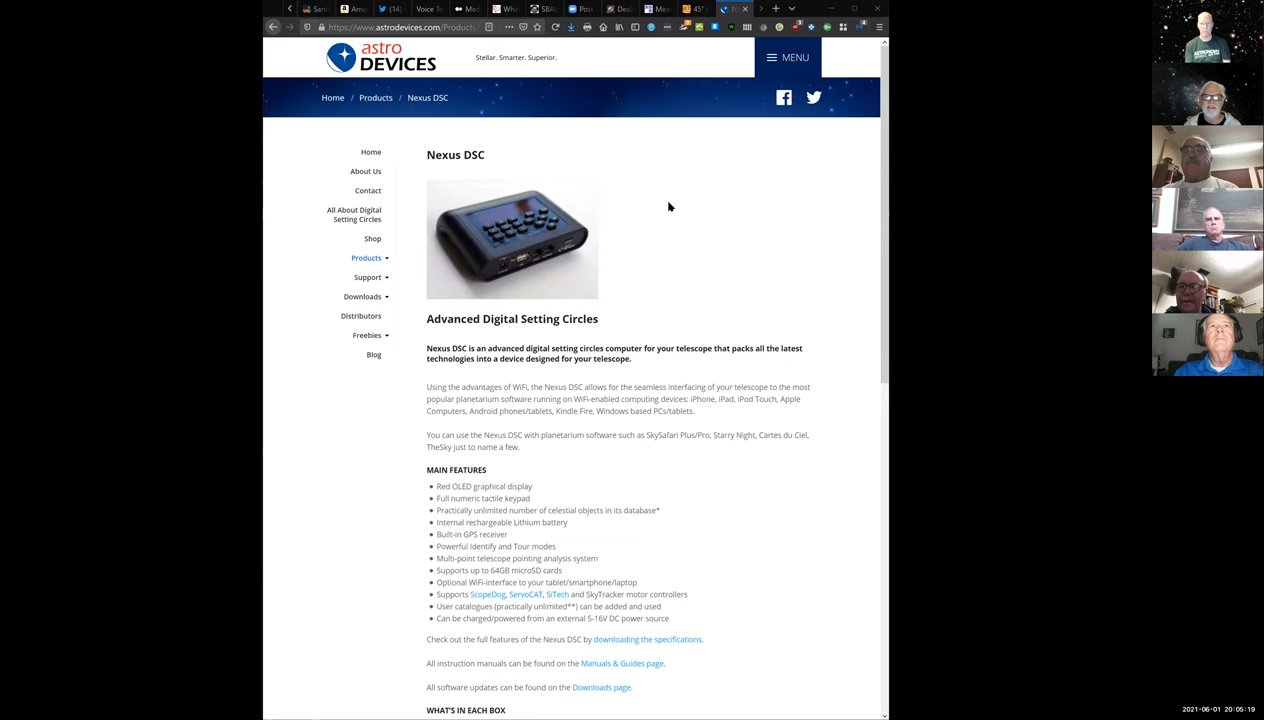 Sand
Ama
(14)
Voice To
Med
Whe
SBA
Post
Deal
Mee
45°
N
https://www.astrodevices.com/Products
astro
DEVICES
Stellar. Smarter. Superior.
MENU
Home / Products / Nexus DSC
Home
About Us
Contact
All About Digital
Setting Circles
Shop
Products
Support
Downloads
Distributors
Freebies
Blog
Nexus DSC
Advanced Digital Setting Circles
Nexus DSC is an advanced digital setting circles computer for your telescope that packs all the latest
technologies into a device designed for your telescope.
Using the advantages of WiFi, the Nexus DSC allows for the seamless interfacing of your telescope to the most
popular planetarium software running on WiFi-enabled computing devices: iPhone, iPad, iPod Touch, Apple
Computers, Android phones/tablets, Kindle Fire, Windows based PCs/tablets.
You can use the Nexus DSC with planetarium software such as SkySafari Plus/Pro, Starry Night, Cartes du Ciel,
TheSky just to name a few.
MAIN FEATURES
Red OLED graphical display
Full numeric tactile keypad
Practically unlimited number of celestial objects in its database*
Internal rechargeable Lithium battery
Built-in GPS receiver
Powerful Identify and Tour modes
Multi-point telescope pointing analysis system
Supports up to 64GB microSD cards
Optional WiFi-interface to your tablet/smartphone/laptop
Supports ScopeDog, ServoCAT, SiTech and SkyTracker motor controllers
User catalogues (practically unlimited**) can be added and used
Can be charged/powered from an external 5-16V DC power source
Check out the full features of the Nexus DSC by downloading the specifications.
All instruction manuals can be found on the Manuals & Guides page.
All software updates can be found on the Downloads page.
WHAT'S IN EACH BOX
2021-06-01 20:05:19